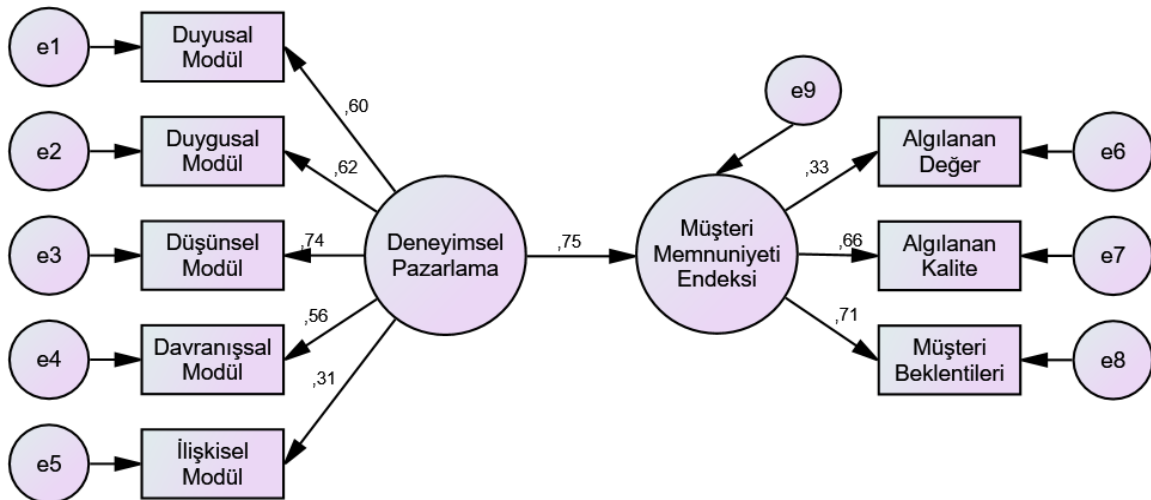 e1
Duyusal
Modül
,60
e2
Duygusal
Modül
,62
e3
Düşünsel
Modül
,74
e4
Davranışsal
Modül
,56
e5
İlişkisel
Modül
,31
Deneyimsel
Pazarlama
,75
e9
Müşteri
Memnuniyeti
Endeksi
,33
Algılanan
Değer
e6
,66
Algılanan
Kalite
e7
,71
Müşteri
Beklentileri
e8